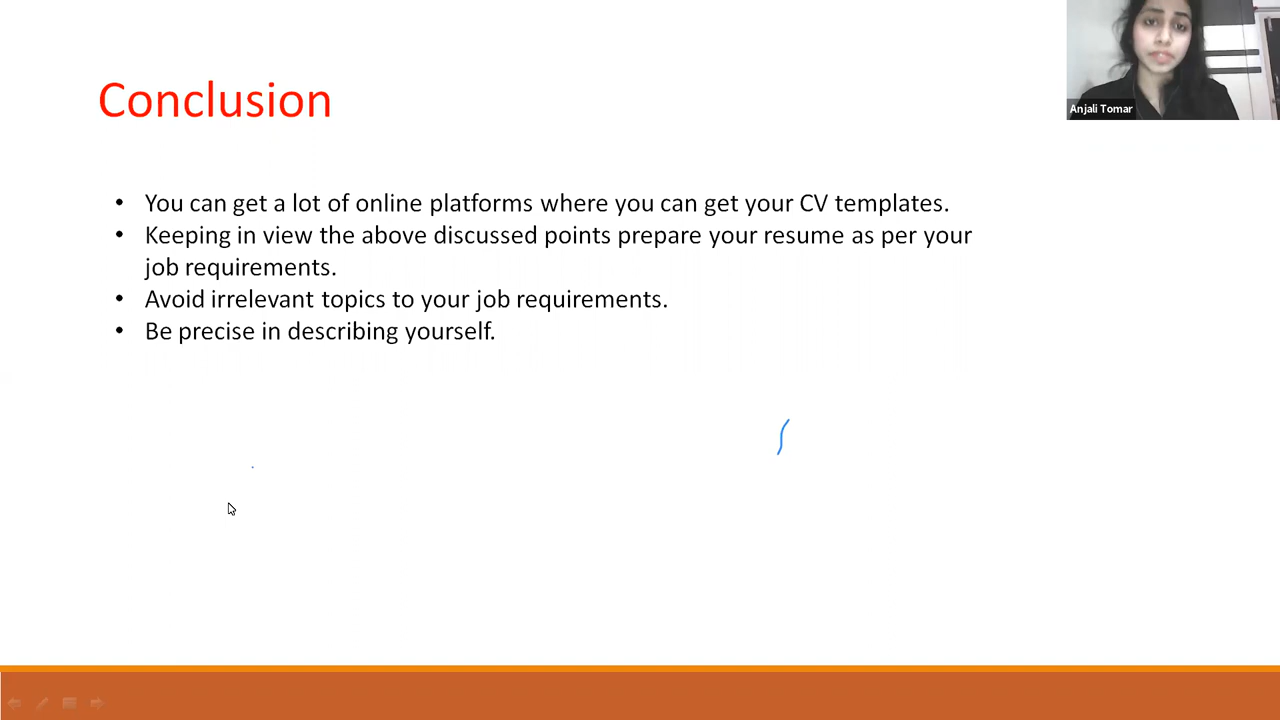 Conclusion
Anjali Tomar
• You can get a lot of online platforms where you can get your CV templates.
• Keeping in view the above discussed points prepare your resume as per your
job requirements.
• Avoid irrelevant topics to your job requirements.
• Be precise in describing yourself.